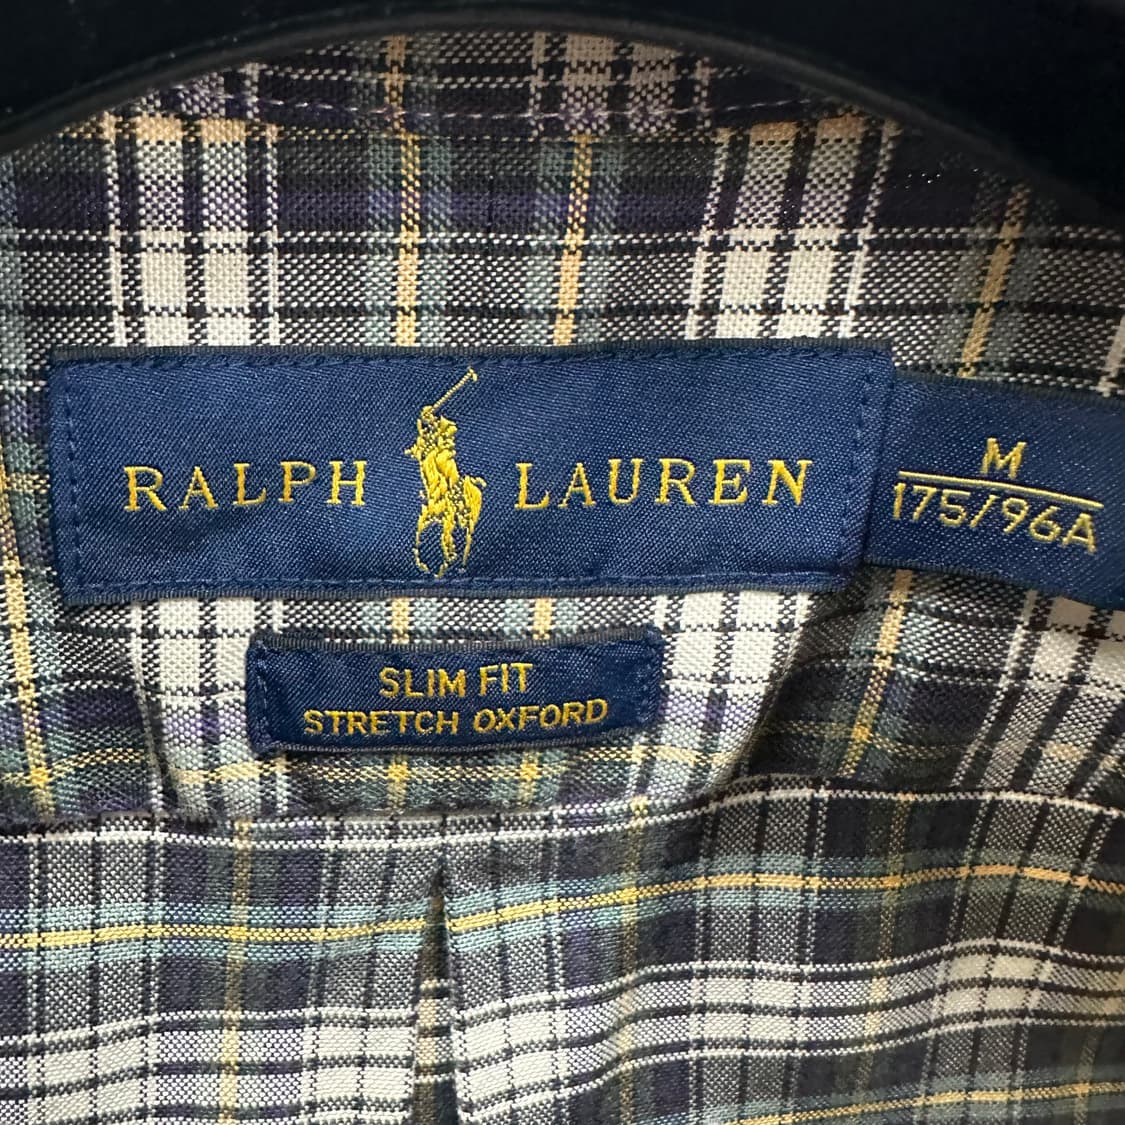 RALPH LAUREN
M
175/96A
SLIM FIT
STRETCH OXFORD